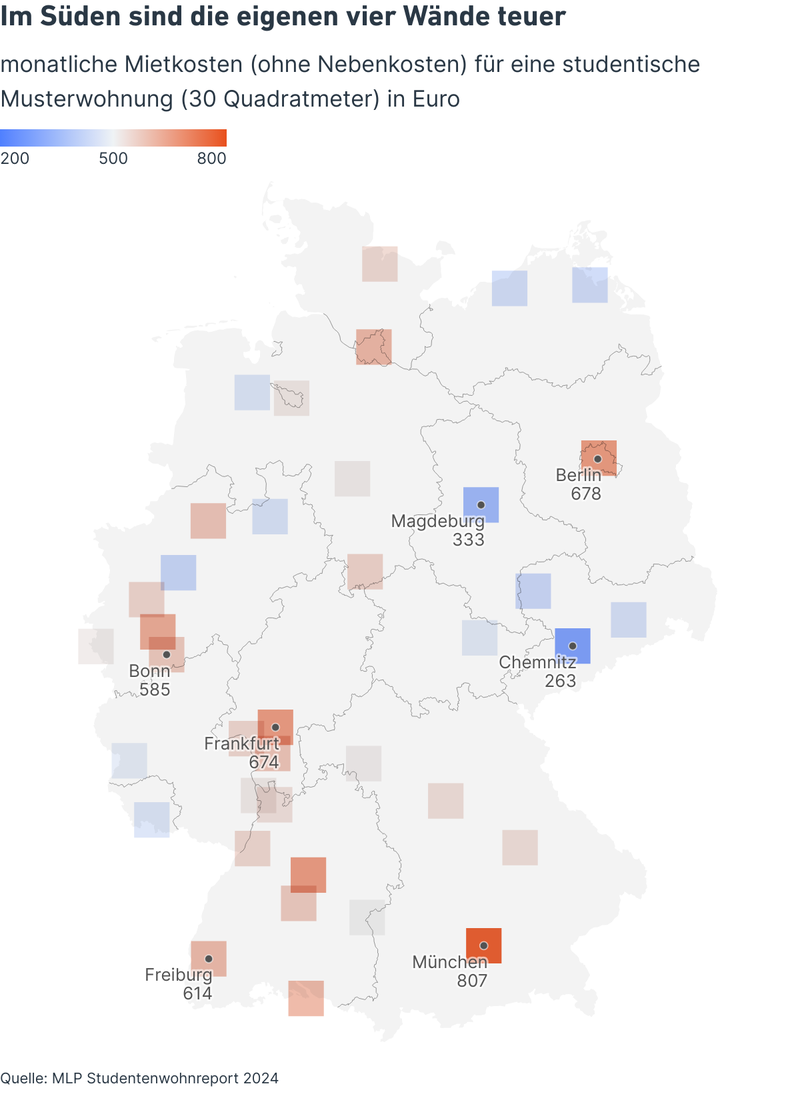 Im Süden sind die eigenen vier Wände teuer
monatliche Mietkosten (ohne Nebenkosten) für eine studentische
Musterwohnung (30 Quadratmeter) in Euro
200 500 800
Berlin
678
Magdeburg
333
Chemnitz
263
Bonn
585
Frankfurt
674
München
807
Freiburg
614
Quelle: MLP Studentenwohnreport 2024